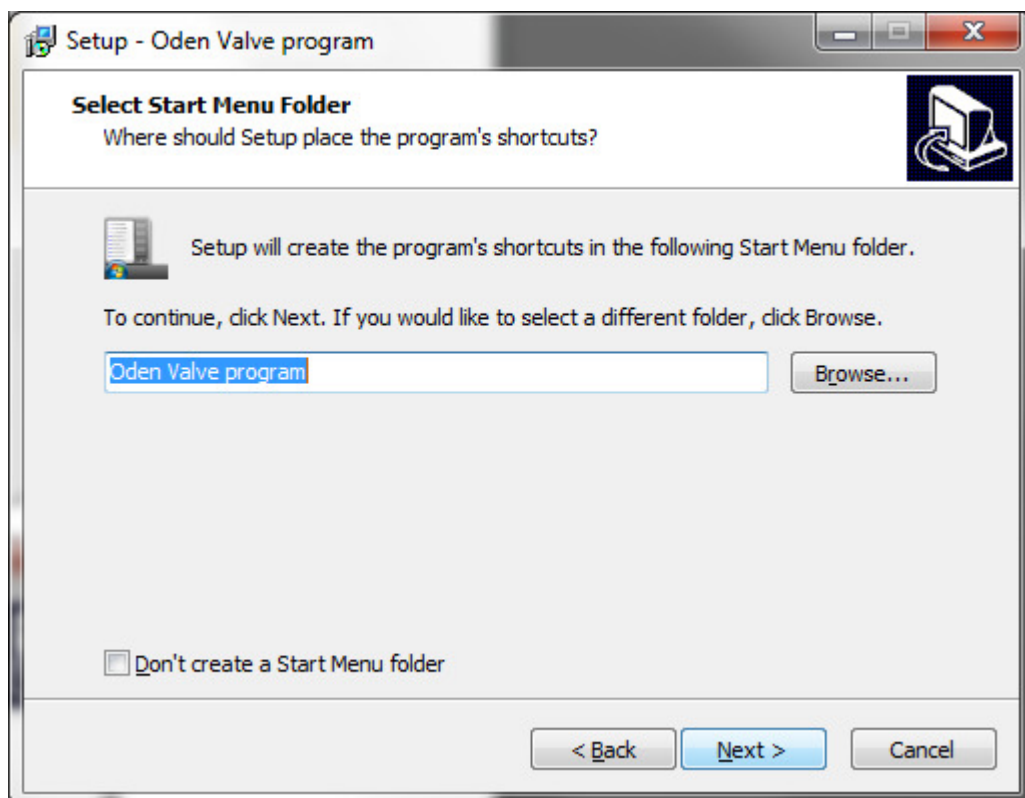 Setup - Oden Valve program
Select Start Menu Folder
Where should Setup place the program's shortcuts?
Setup will create the program's shortcuts in the following Start Menu folder.
To continue, click Next. If you would like to select a different folder, click Browse.
Oden Valve program
Browse...
Don't create a Start Menu folder
< Back
Next >
Cancel